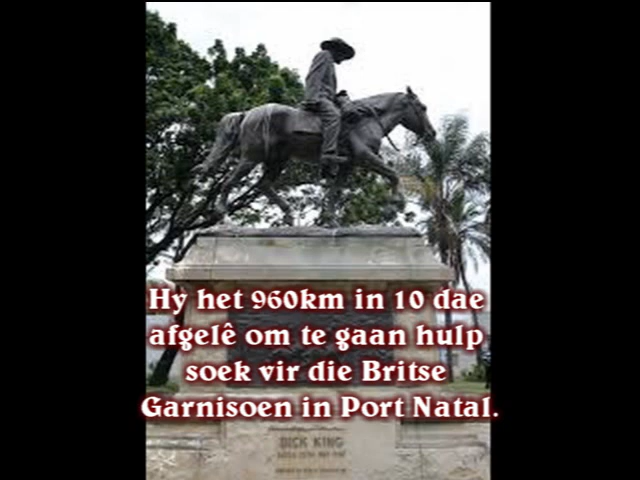 Hy het 960km in 10 dae
afgelê om te gaan hulp
soek vir die Britse
Garnisoen in Port Natal.
DICK KING